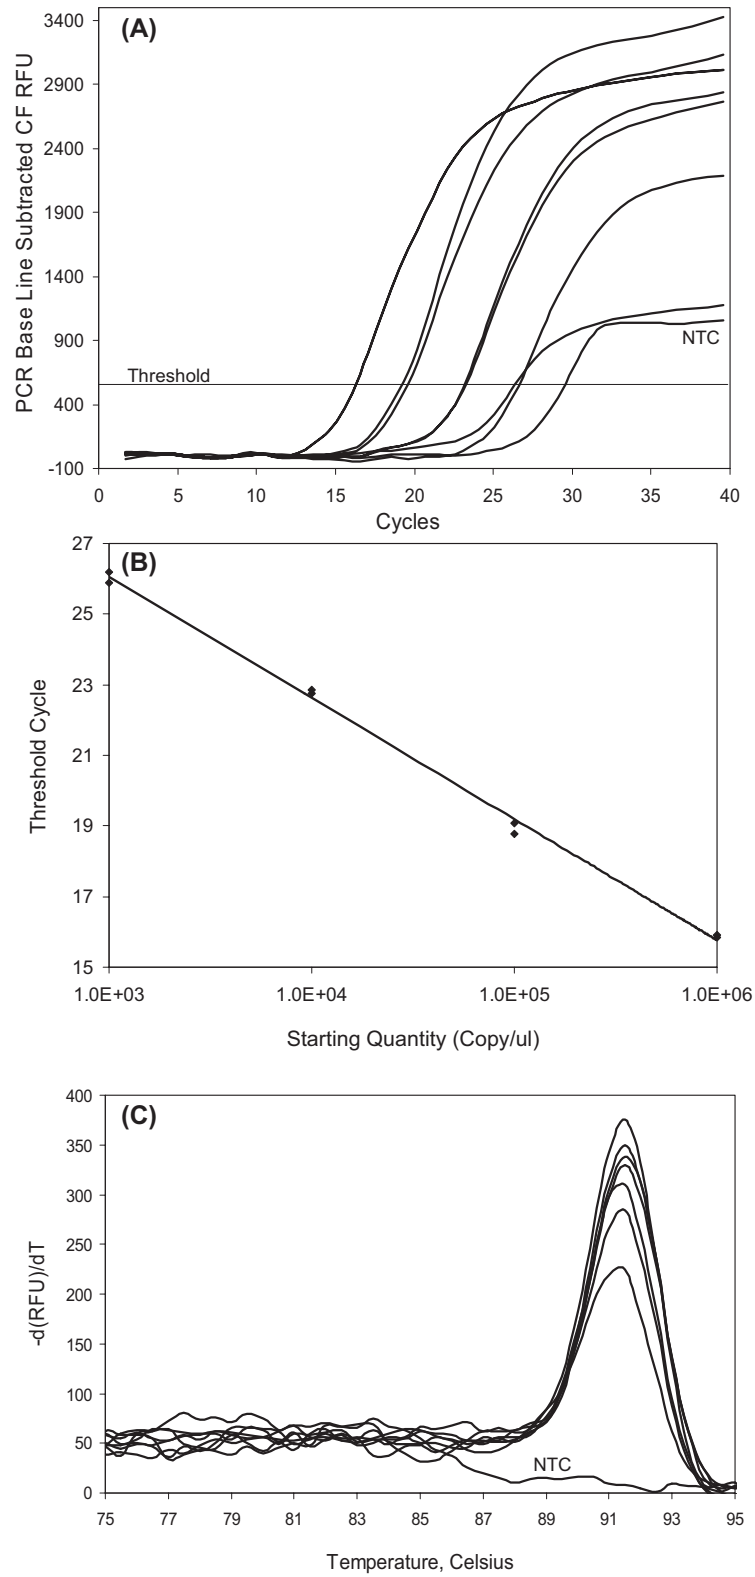 (A)
PCR Base Line Subtracted CF RFU
3400
2900
2400
1900
1400
900
400
-100
Threshold
NTC
0 5 10 15 20 25 30 35 40
Cycles
(B)
Threshold Cycle
27
25
23
21
19
17
15
1.0E+03 1.0E+04 1.0E+05 1.0E+06
Starting Quantity (Copy/ul)
(C)
-d(RFU)/dT
400
350
300
250
200
150
100
50
0
NTC
75 77 79 81 83 85 87 89 91 93 95
Temperature, Celsius